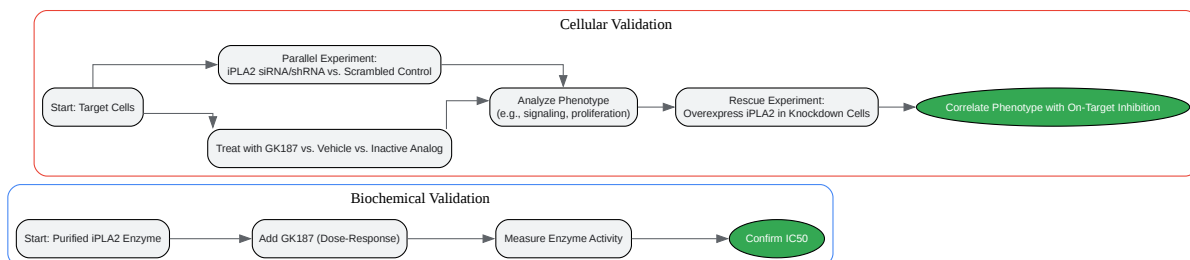 Cellular Validation
Parallel Experiment:
iPLA2 siRNA/shRNA vs. Scrambled Control
Start: Target Cells
Analyze Phenotype
(e.g., signaling, proliferation)
Rescue Experiment:
Overexpress iPLA2 in Knockdown Cells
Correlate Phenotype with On-Target Inhibition
Treat with GK187 vs. Vehicle vs. Inactive Analog
Biochemical Validation
Start: Purified iPLA2 Enzyme
Add GK187 (Dose-Response)
Measure Enzyme Activity
Confirm IC50